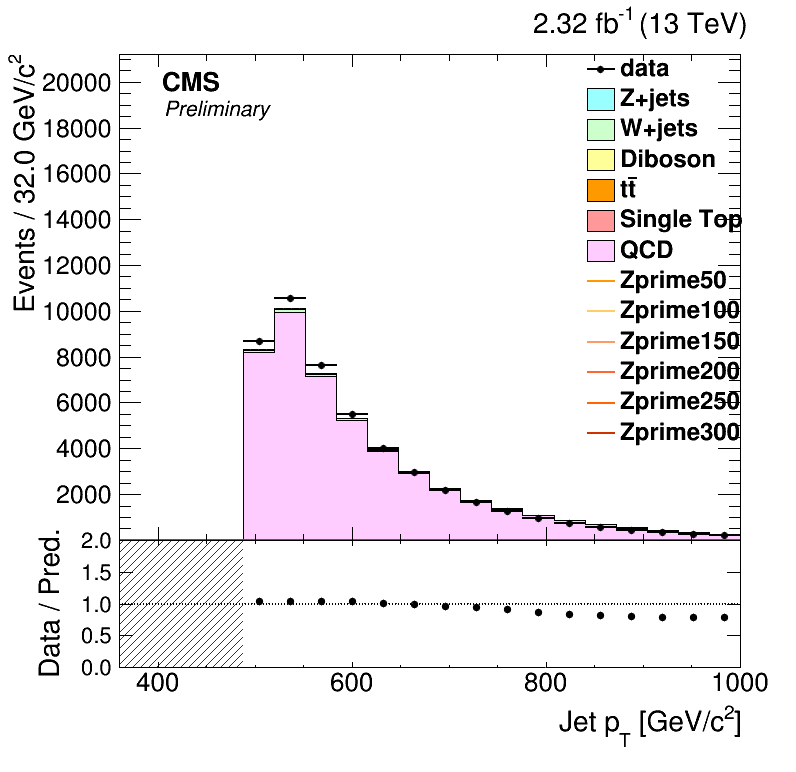 2.32 fb-1 (13 TeV)
CMS
Preliminary
data
Z+jets
W+jets
Diboson
tt̄
Single Top
QCD
Zprime50
Zprime100
Zprime150
Zprime200
Zprime250
Zprime300
Events / 32.0 GeV/c2
20000
18000
16000
14000
12000
10000
8000
6000
4000
2000
Data / Pred.
2.0
1.5
1.0
0.5
0.0
400 600 800 1000
Jet pT [GeV/c2]